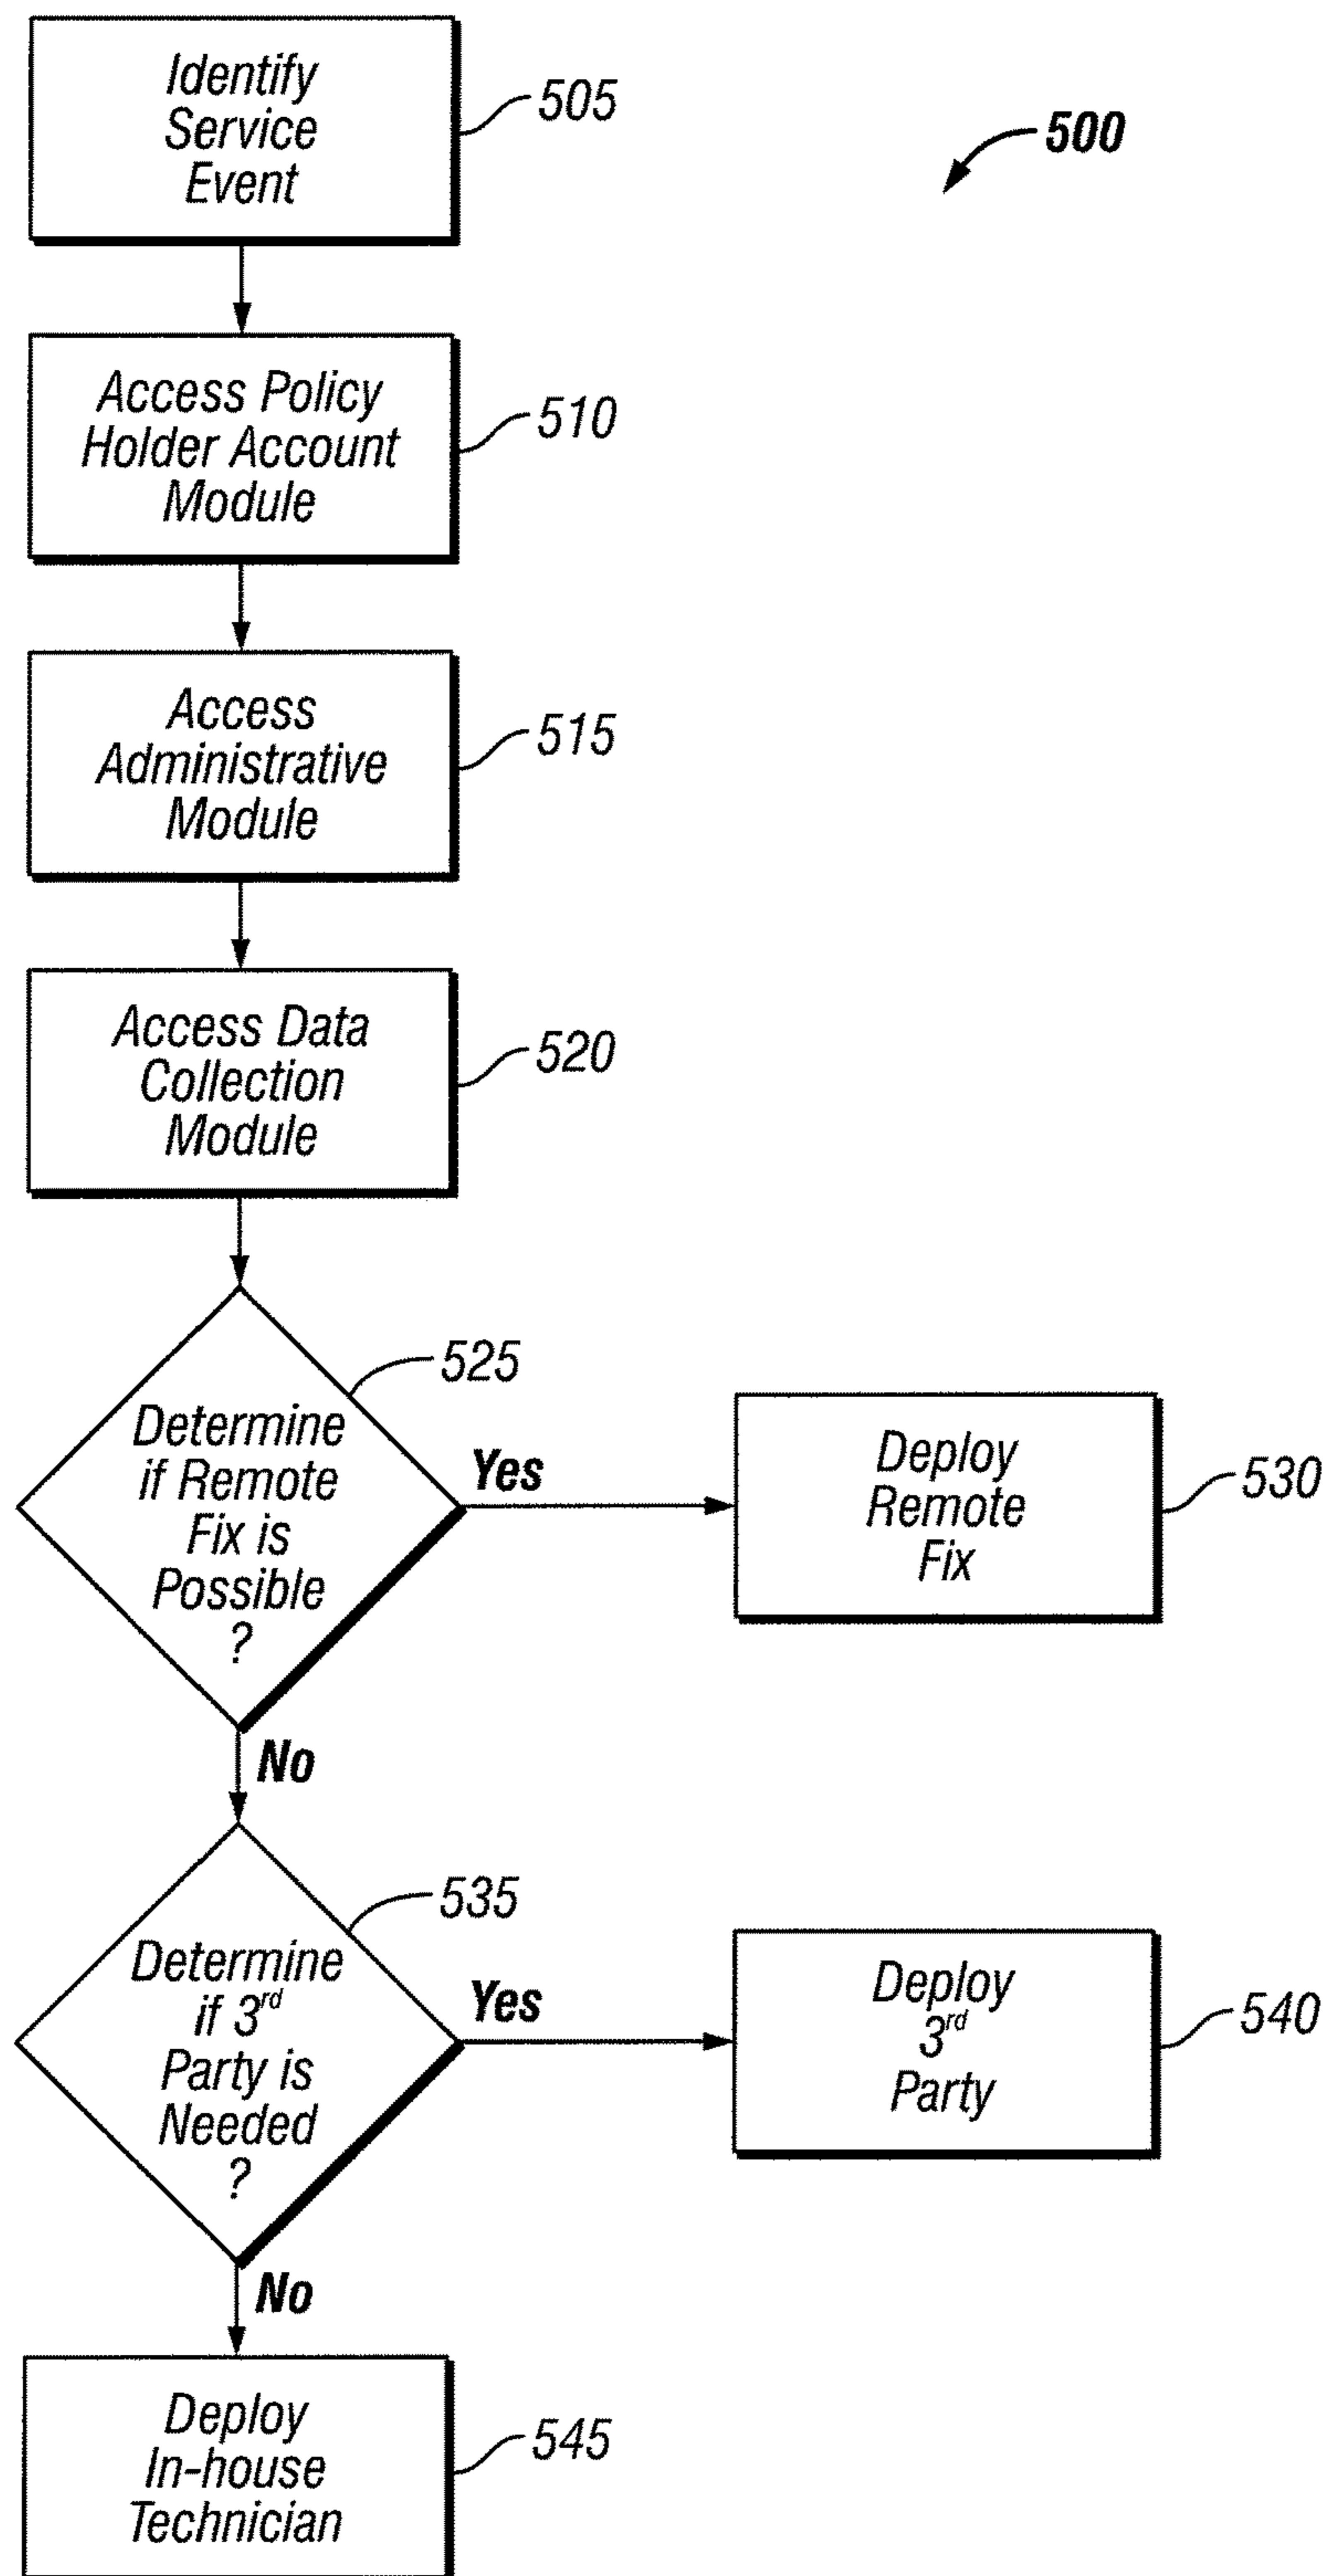 Identify
Service
Event
505
500
Access Policy
Holder Account
Module
510
Access
Administrative
Module
515
Access Data
Collection
Module
520
525
Determine
if Remote
Fix is
Possible
?
Yes
Deploy
Remote
Fix
530
No
535
Determine
if 3rd
Party is
Needed
?
Yes
Deploy
3rd
Party
540
No
Deploy
In-house
Technician
545